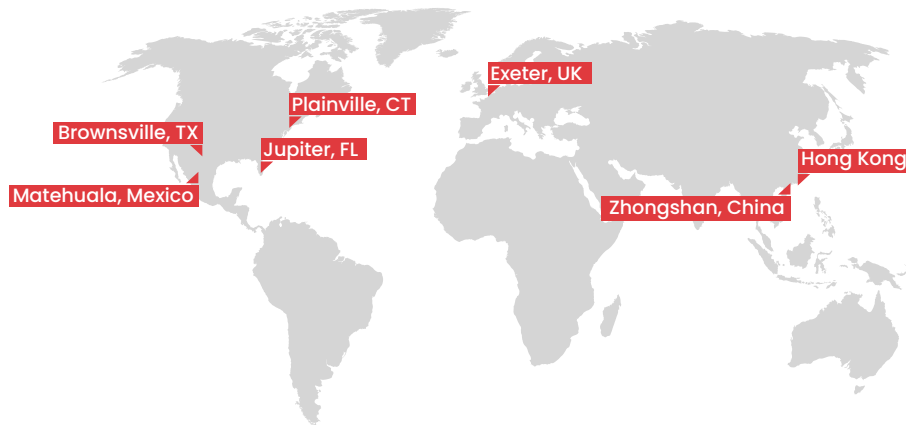 Exeter, UK
Plainville, CT
Brownsville, TX
Jupiter, FL
Hong Kong
Matehuala, Mexico
Zhongshan, China